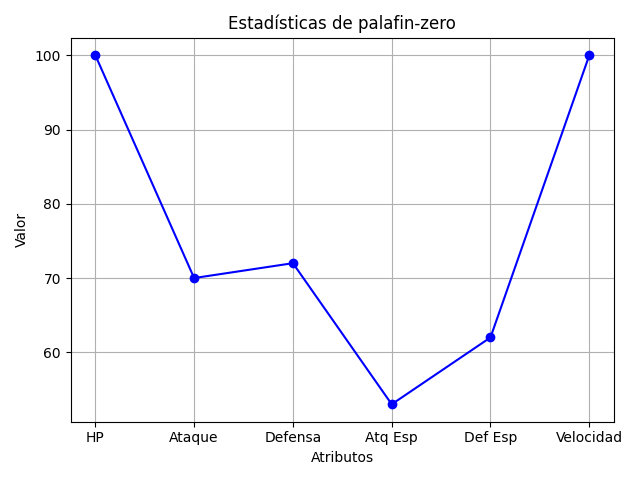 Estadísticas de palafin-zero
100
90
80
70
60
Valor
HP Ataque Defensa Atq Esp Def Esp Velocidad
Atributos